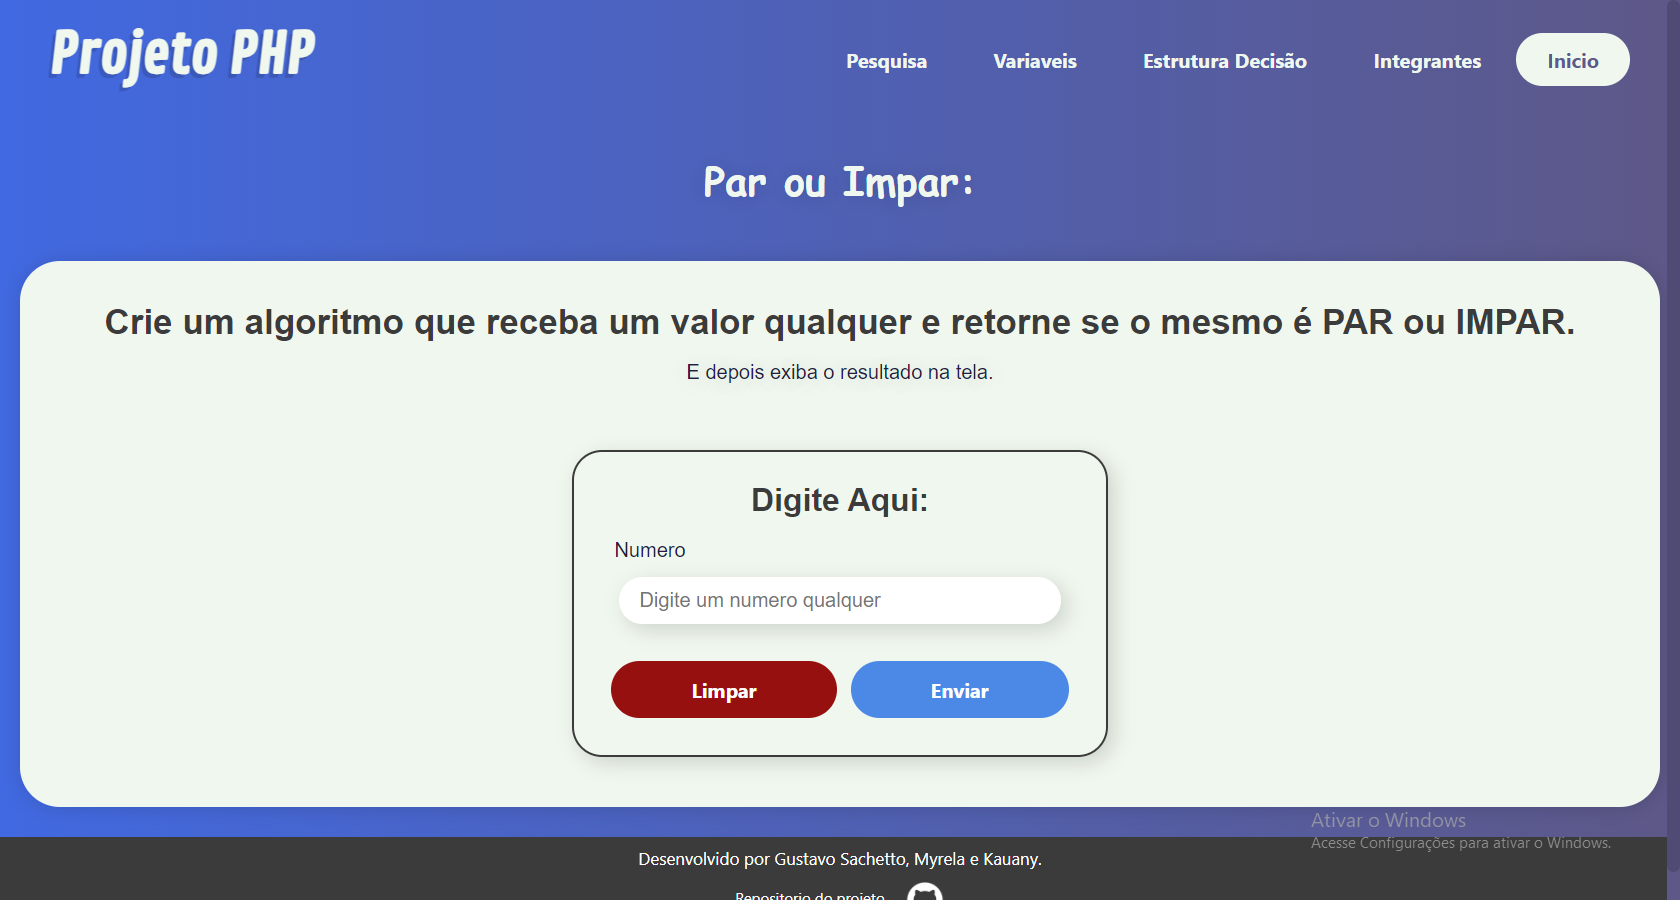 Projeto PHP
Pesquisa
Variaveis
Estrutura Decisão
Integrantes
Inicio
Par ou Impar:
Crie um algoritmo que receba um valor qualquer e retorne se o mesmo é PAR ou IMPAR.
E depois exiba o resultado na tela.
Digite Aqui:
Numero
Digite um numero qualquer
Limpar
Enviar
Ativar o Windows
Acesse Configurações para ativar o Windows.
Desenvolvido por Gustavo Sachetto, Myrela e Kauany.
Repositorio do projeto